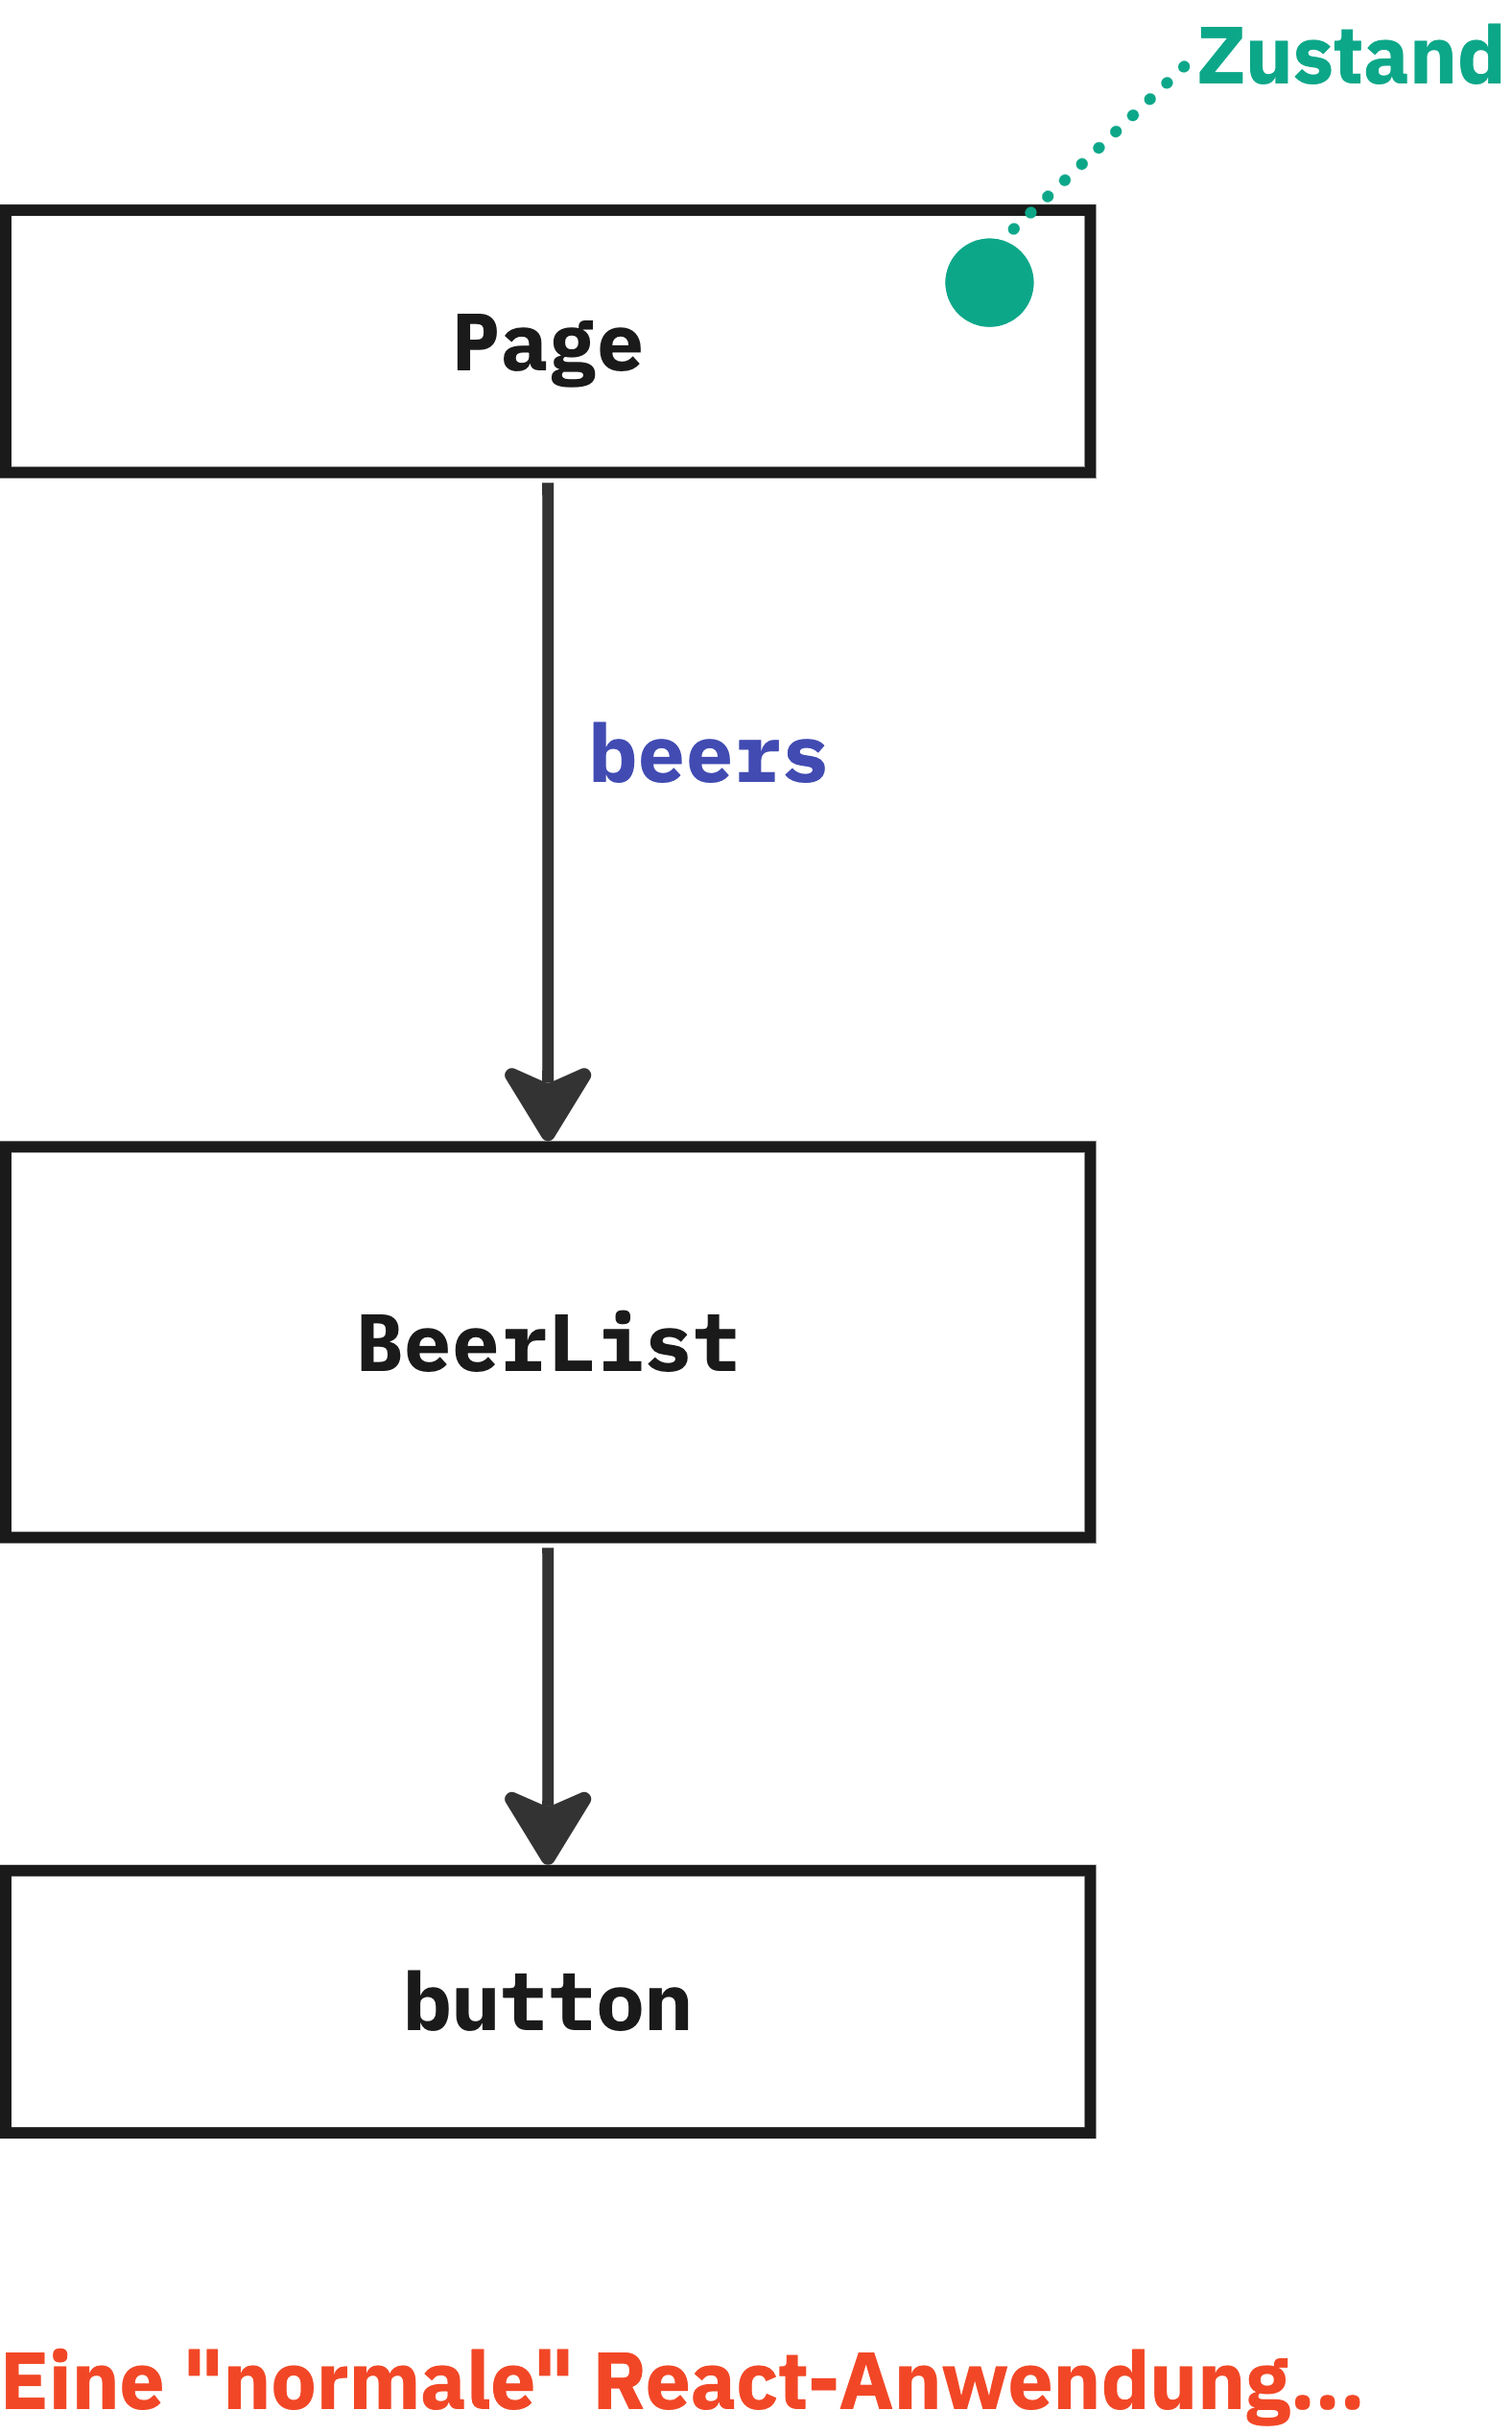 Zustand
Page
beers
BeerList
button
Eine "normale" React-Anwendung...